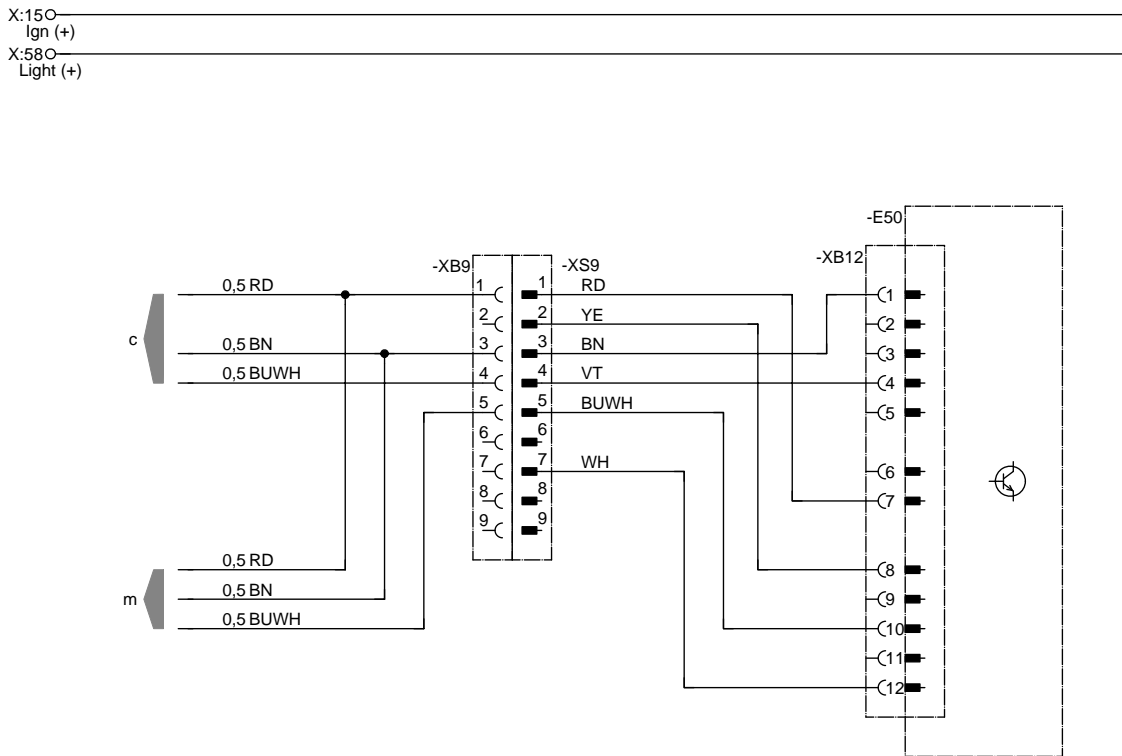 X:15
Ign (+)
X:58
Light (+)
-E50
-XB12
-XB9
-XS9
0,5 RD
1
1
RD
1
2
2
YE
2
c
0,5 BN
3
3
BN
3
0,5 BUWH
4
4
VT
4
5
5
BUWH
5
6
6
7
7
WH
6
8
8
7
9
9
0,5 RD
8
m
0,5 BN
9
0,5 BUWH
10
11
12